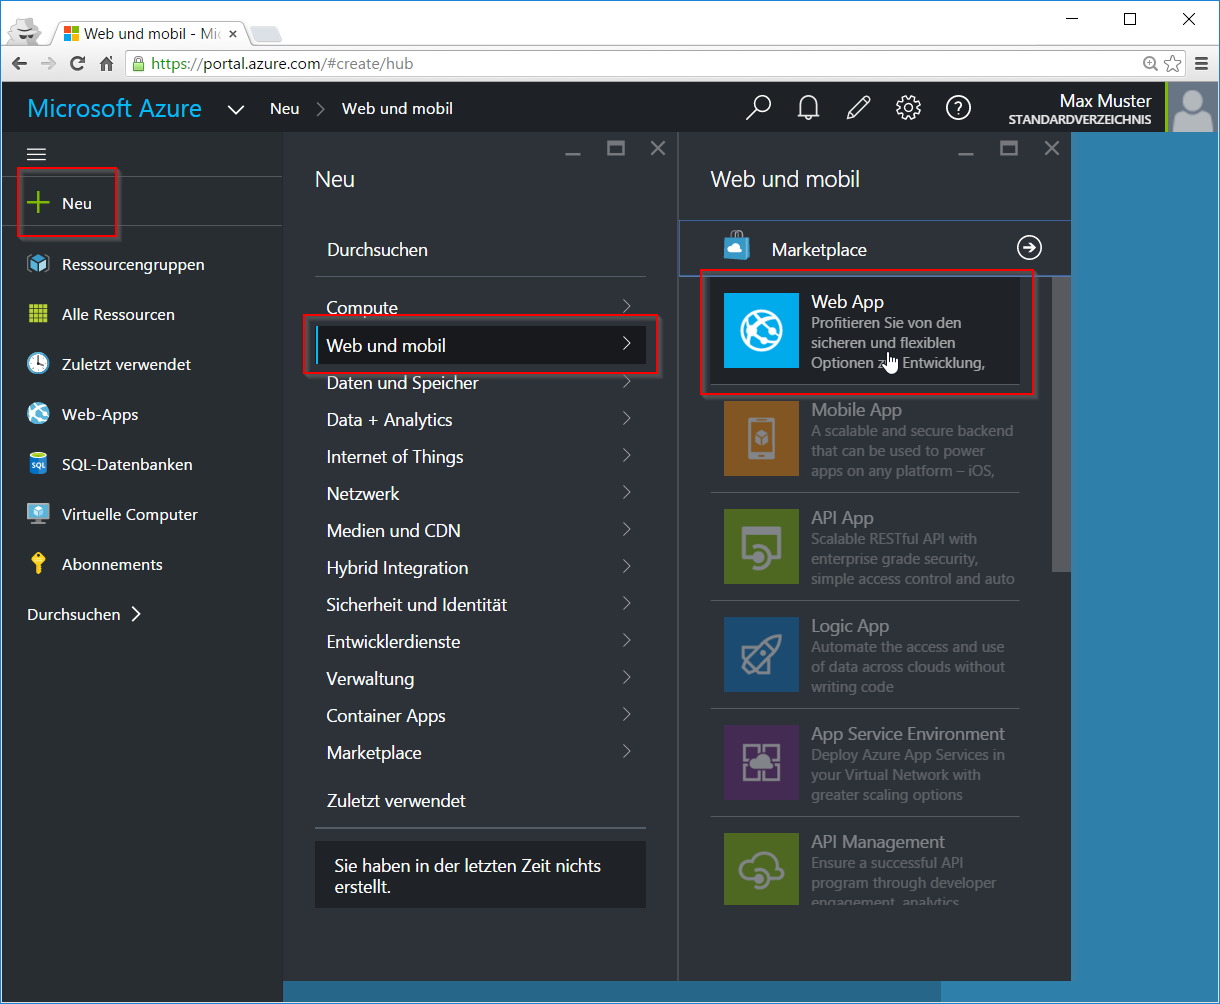 Web und mobil - Mic
https://portal.azure.com/#create/hub
Microsoft Azure
Neu
Web und mobil
Max Muster
STANDARDVERZEICHNIS
Neu
Ressourcengruppen
Alle Ressourcen
Zuletzt verwendet
Web-Apps
SQL
SQL-Datenbanken
Virtuelle Computer
Abonnements
Durchsuchen
Neu
Durchsuchen
Compute
Web und mobil
Daten und Speicher
Data + Analytics
Internet of Things
Netzwerk
Medien und CDN
Hybrid Integration
Sicherheit und Identität
Entwicklerdienste
Verwaltung
Container Apps
Marketplace
Zuletzt verwendet
Sie haben in der letzten Zeit nichts
erstellt.
Web und mobil
Marketplace
Web App
Profitieren Sie von den
sicheren und flexiblen
Optionen zu Entwicklung,
Mobile App
A scalable and secure backend
that can be used to power
apps on any platform – iOS,
API App
Scalable RESTful API with
enterprise grade security,
simple access control and auto
Logic App
Automate the access and use
of data across clouds without
writing code
App Service Environment
Deploy Azure App Services in
your Virtual Network with
greater scaling options
API Management
Ensure a successful API
program through developer
engagement, analytics,